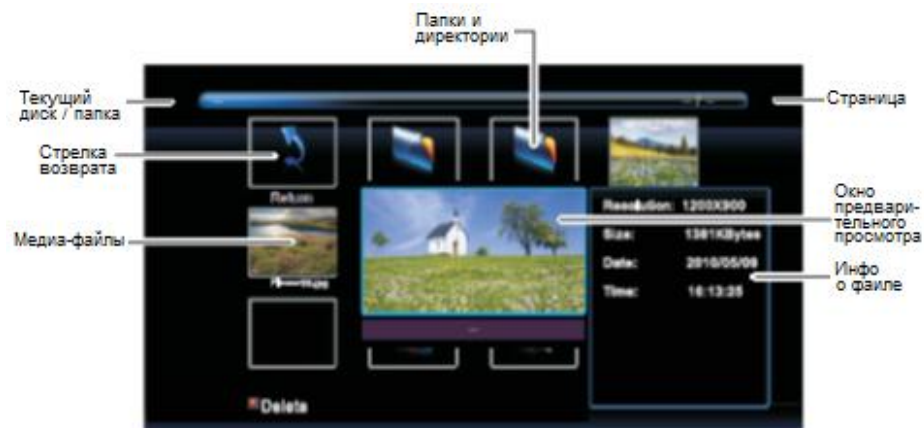 Папки и
директории
Текущий
диск / папка
Страница
Стрелка
возврата
Return
Медиа-файлы
Resolution: 1200X900
Size: 1381KBytes
Date: 2010/05/09
Time: 16:13:25
Окно
предвари-
тельного
просмотра
Инфо
о файле
Delete